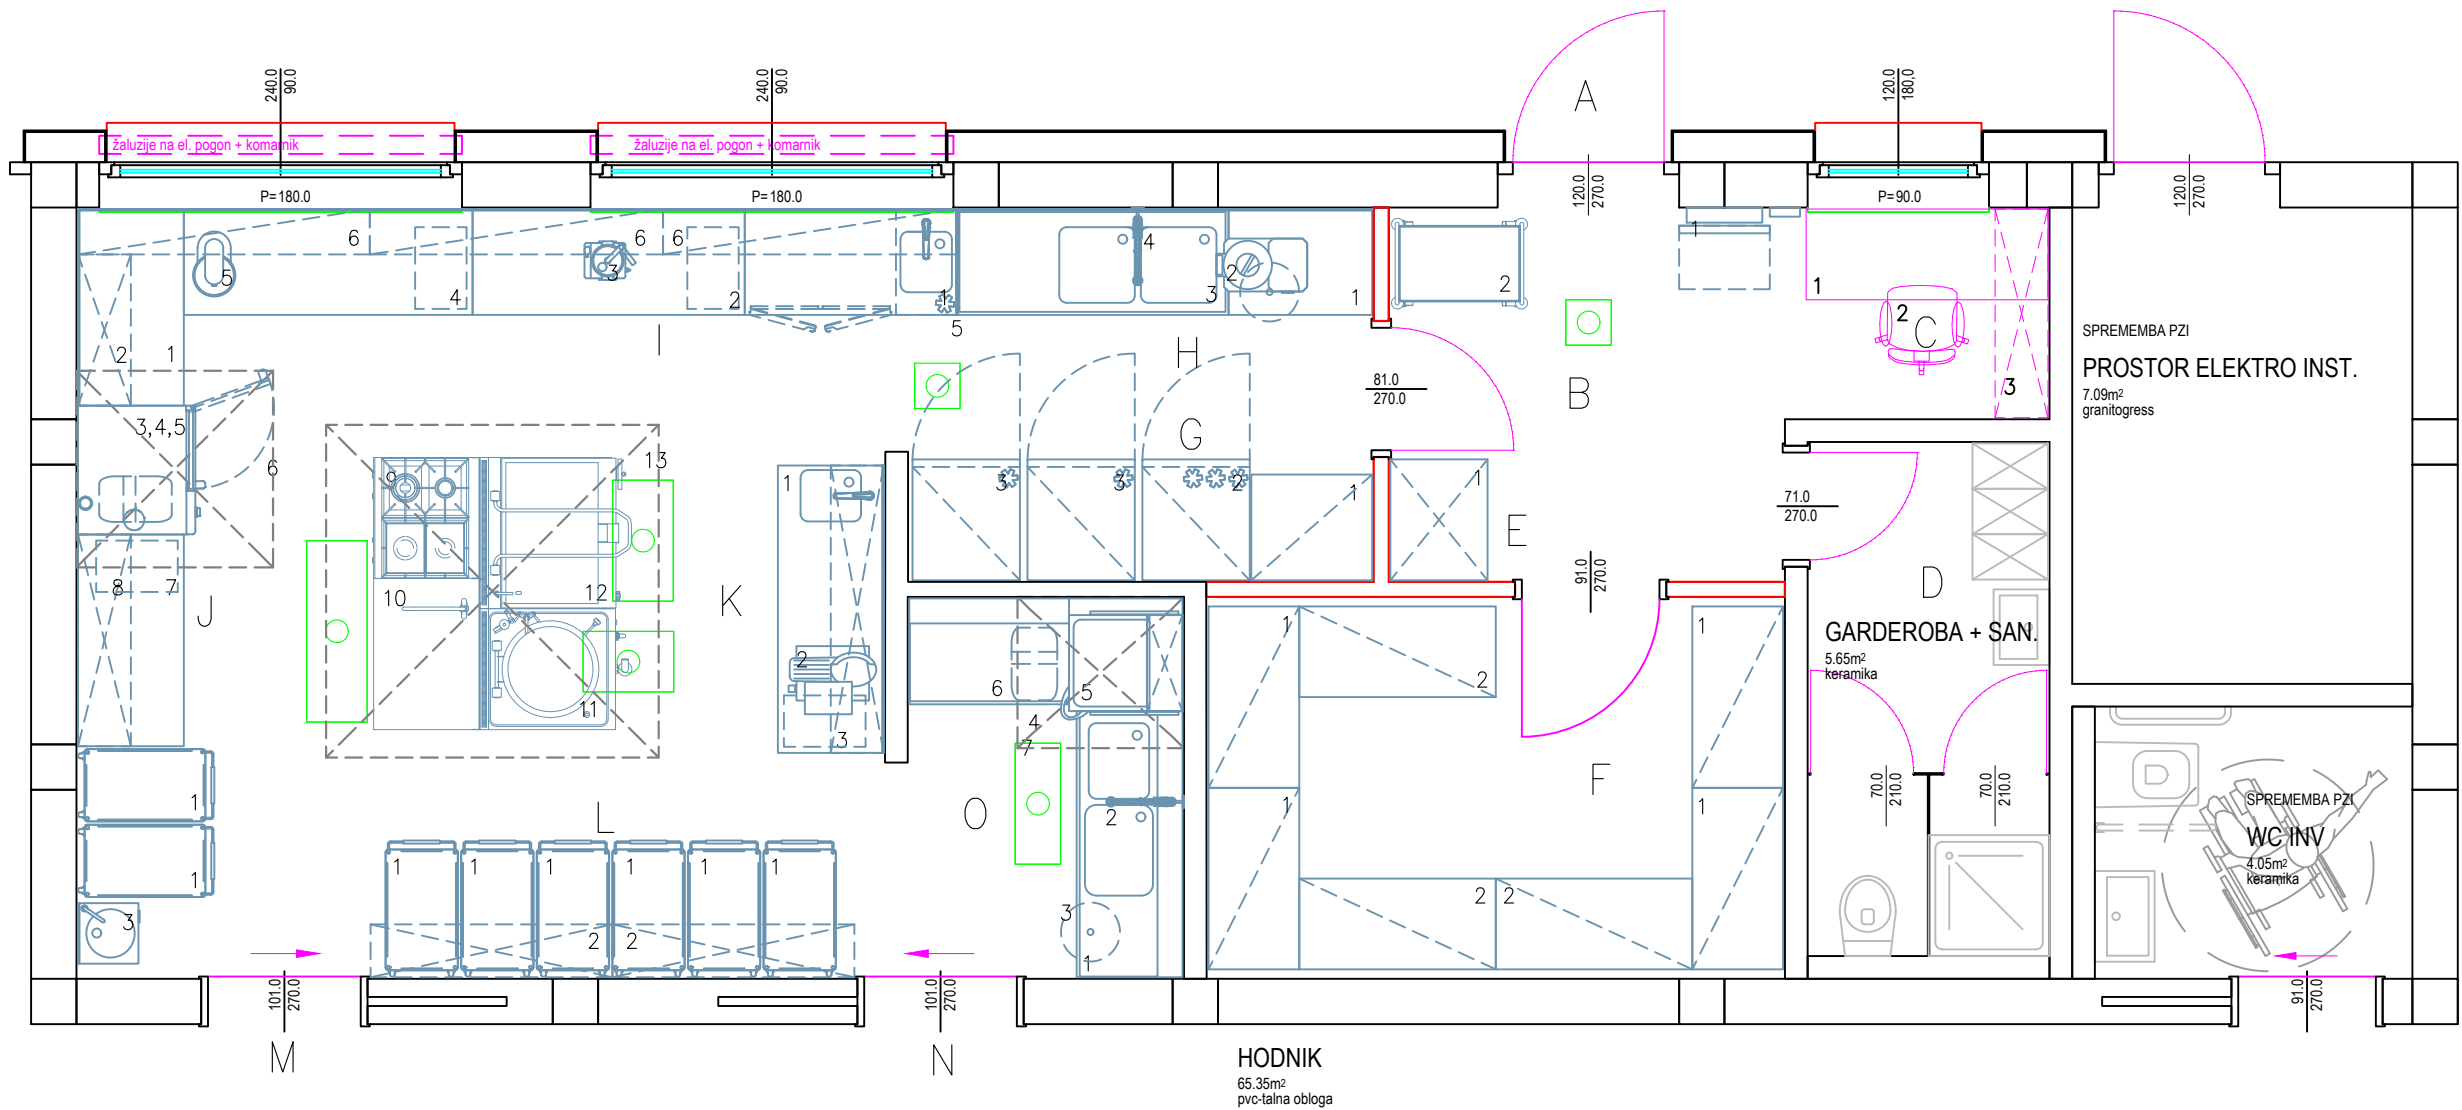 A
240.0
90.0
240.0
90.0
120.0
180,0
žaluzije na el. pogon + komarnik
žaluzije na el. pogon + komarnik
P=180.0
P=180.0
120.0
270.0
P=90.0
120.0
270.0
6
6
6
4
5
3
4
2
2
1
3
1
5
2
1
1
2
C
3
2
1
I
H
B
81.0
270.0
SPREMEMBA PZI
PROSTOR ELEKTRO INST.
7.09m²
granitogress
3,4,5
6
G
13
9
1
3
3
2
1
1
71.0
270.0
E
8
7
10
12
J
K
91.0
270.0
D
GARDEROBA + SAN.
5.65m²
keramika
1
2
1
2
3
11
6
5
4
7
F
1
1
1
1
L
O
2
70.0
210.0
70.0
210.0
SPREMEMBA PZI
WC INV
4.05m²
keramika
1
1
1
1
1
1
3
2
2
3
1
2
2
101.0
270.0
101.0
270.0
91.0
270.0
M
N
HODNIK
65.35m²
pvc-talna obloga